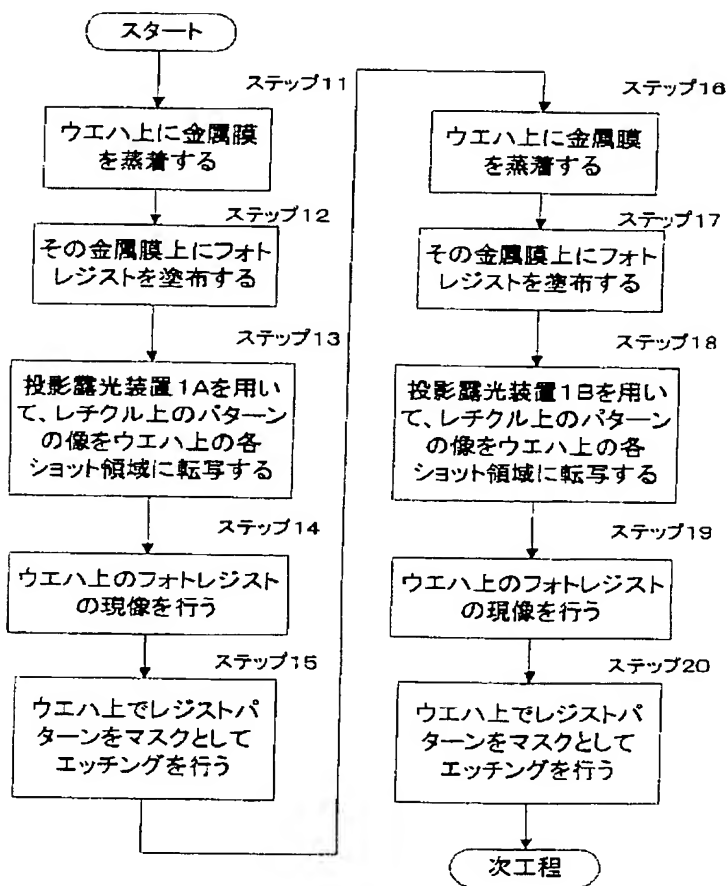 スタート
ステップ11
ウエハ上に金属膜
を蒸着する
ステップ12
その金属膜上にフォト
レジストを塗布する
ステップ13
投影露光装置1Aを用い
て、レチクル上のパターン
の像をウエハ上の各
ショット領域に転写する
ステップ14
ウエハ上のフォトレジスト
の現像を行う
ステップ15
ウエハ上でレジストパ
ターンをマスクとして
エッチングを行う
ステップ16
ウエハ上に金属膜
を蒸着する
ステップ17
その金属膜上にフォト
レジストを塗布する
ステップ18
投影露光装置1Bを用い
て、レチクル上のパターン
の像をウエハ上の各
ショット領域に転写する
ステップ19
ウエハ上のフォトレジスト
の現像を行う
ステップ20
ウエハ上でレジストパ
ターンをマスクとして
エッチングを行う
次工程